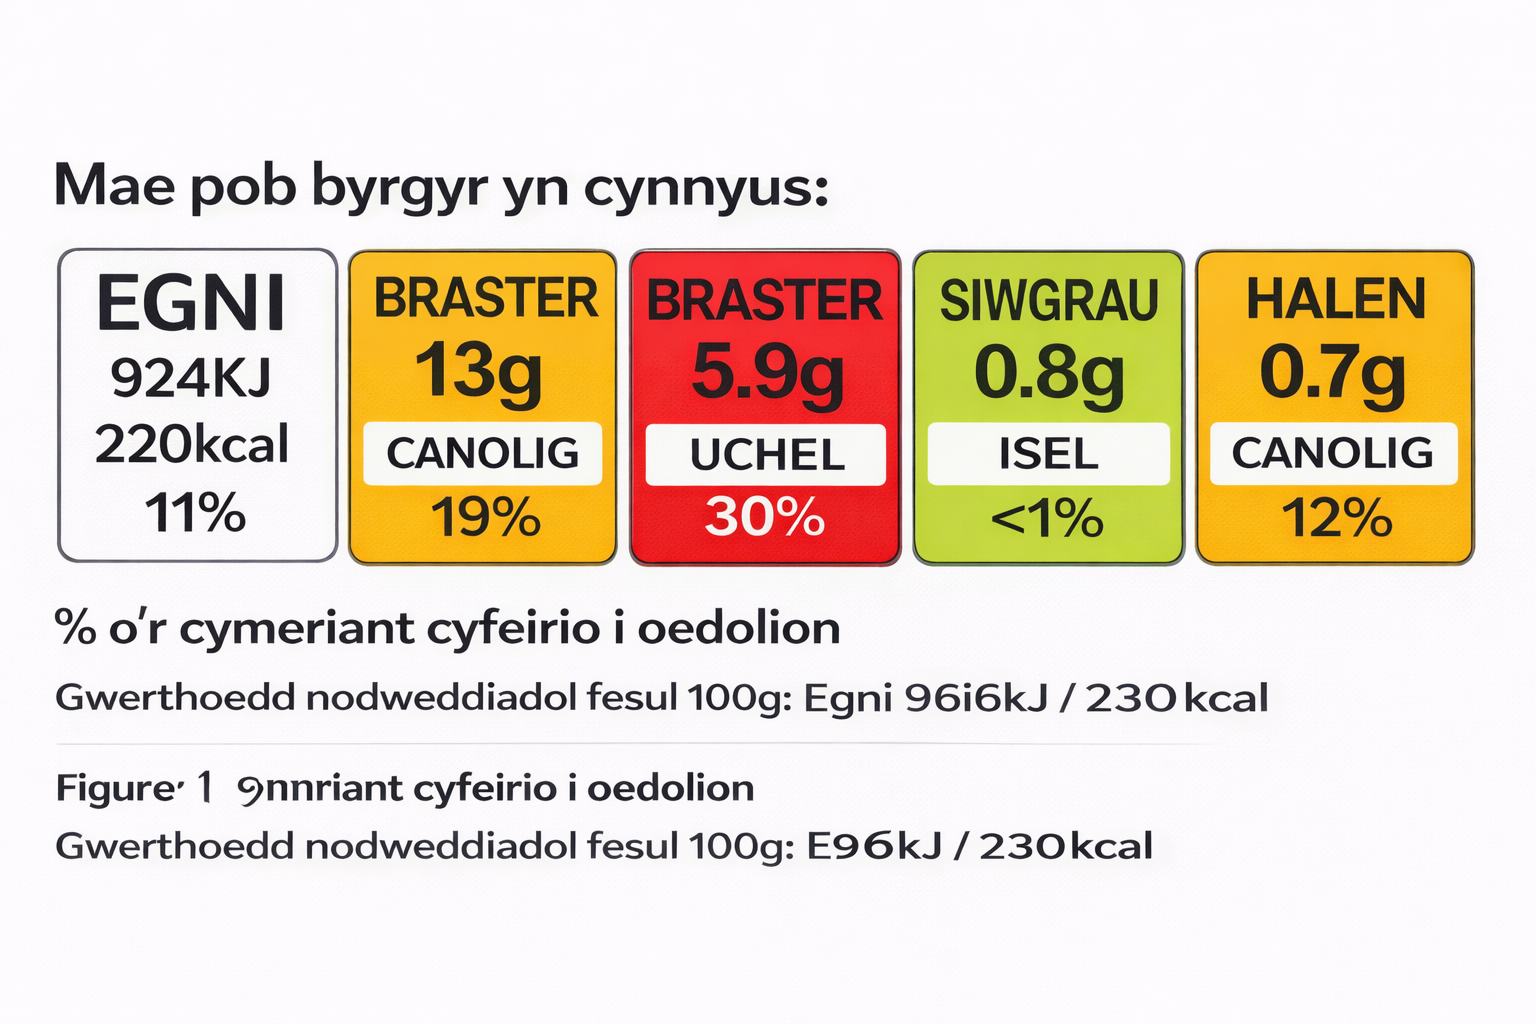 Mae pob byrgyr yn cynnyus:
EGNI
924KJ
220kcal
11%
BRASTER
13g
CANOLIG
19%
BRASTER
5.9g
UCHEL
30%
SIWGRAU
0.8g
ISEL
<1%
HALEN
0.7g
CANOLIG
12%
% o'r cymeriant cyfeirio i oedolion
Gwerthoedd nodweddiadol fesul 100g: Egni 96i6kJ / 230kcal
Figure 1 cyfeirio i oedolion
Gwerthoedd nodweddiadol fesul 100g: E96kJ / 230kcal